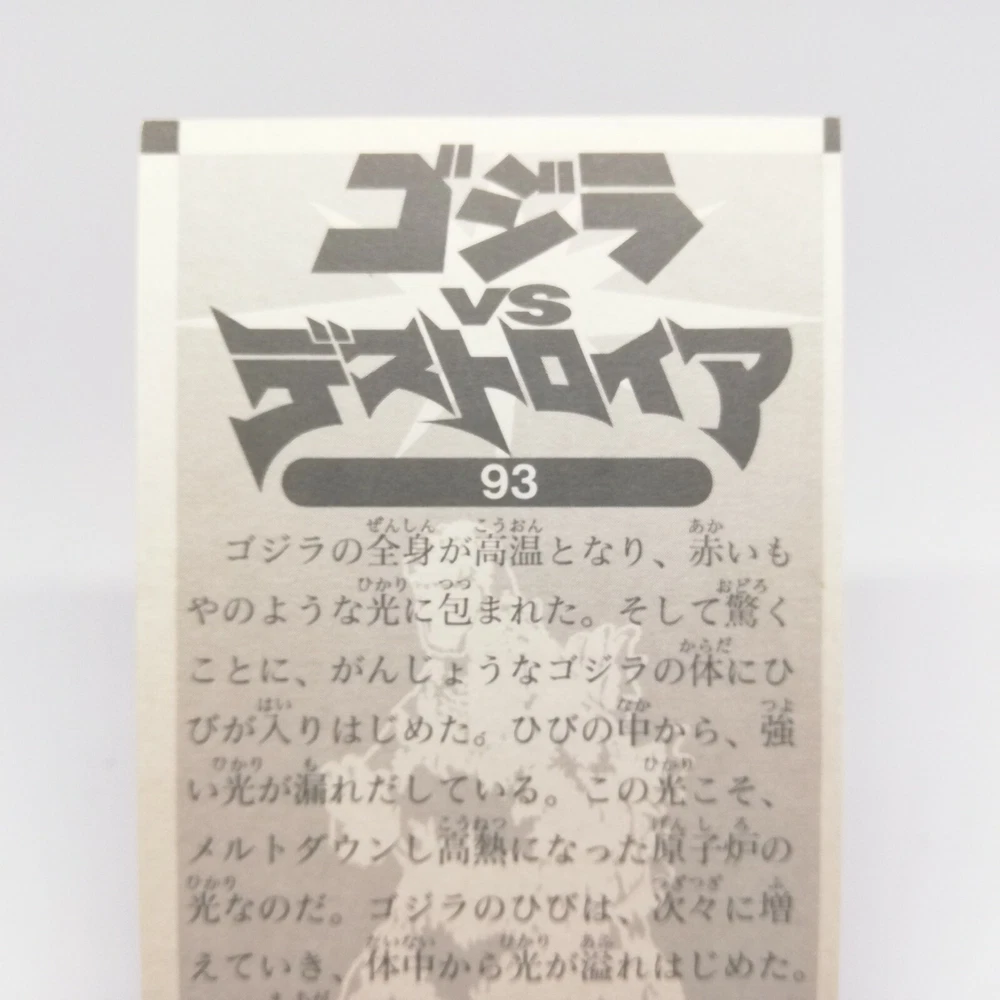 ゴジラ
VS
デストロイア
93
ゴジラの全身が高温となり、赤いも
やのような光に包まれた。そして驚く
ことに、がんじょうなゴジラの体にひ
びが入りはじめた。ひびの中から、強
い光が漏れだしている。この光こそ、
メルトダウンし高熱になった原子炉の
光なのだ。ゴジラのひびは、次々に増
えていき、体中から光が溢れはじめた。